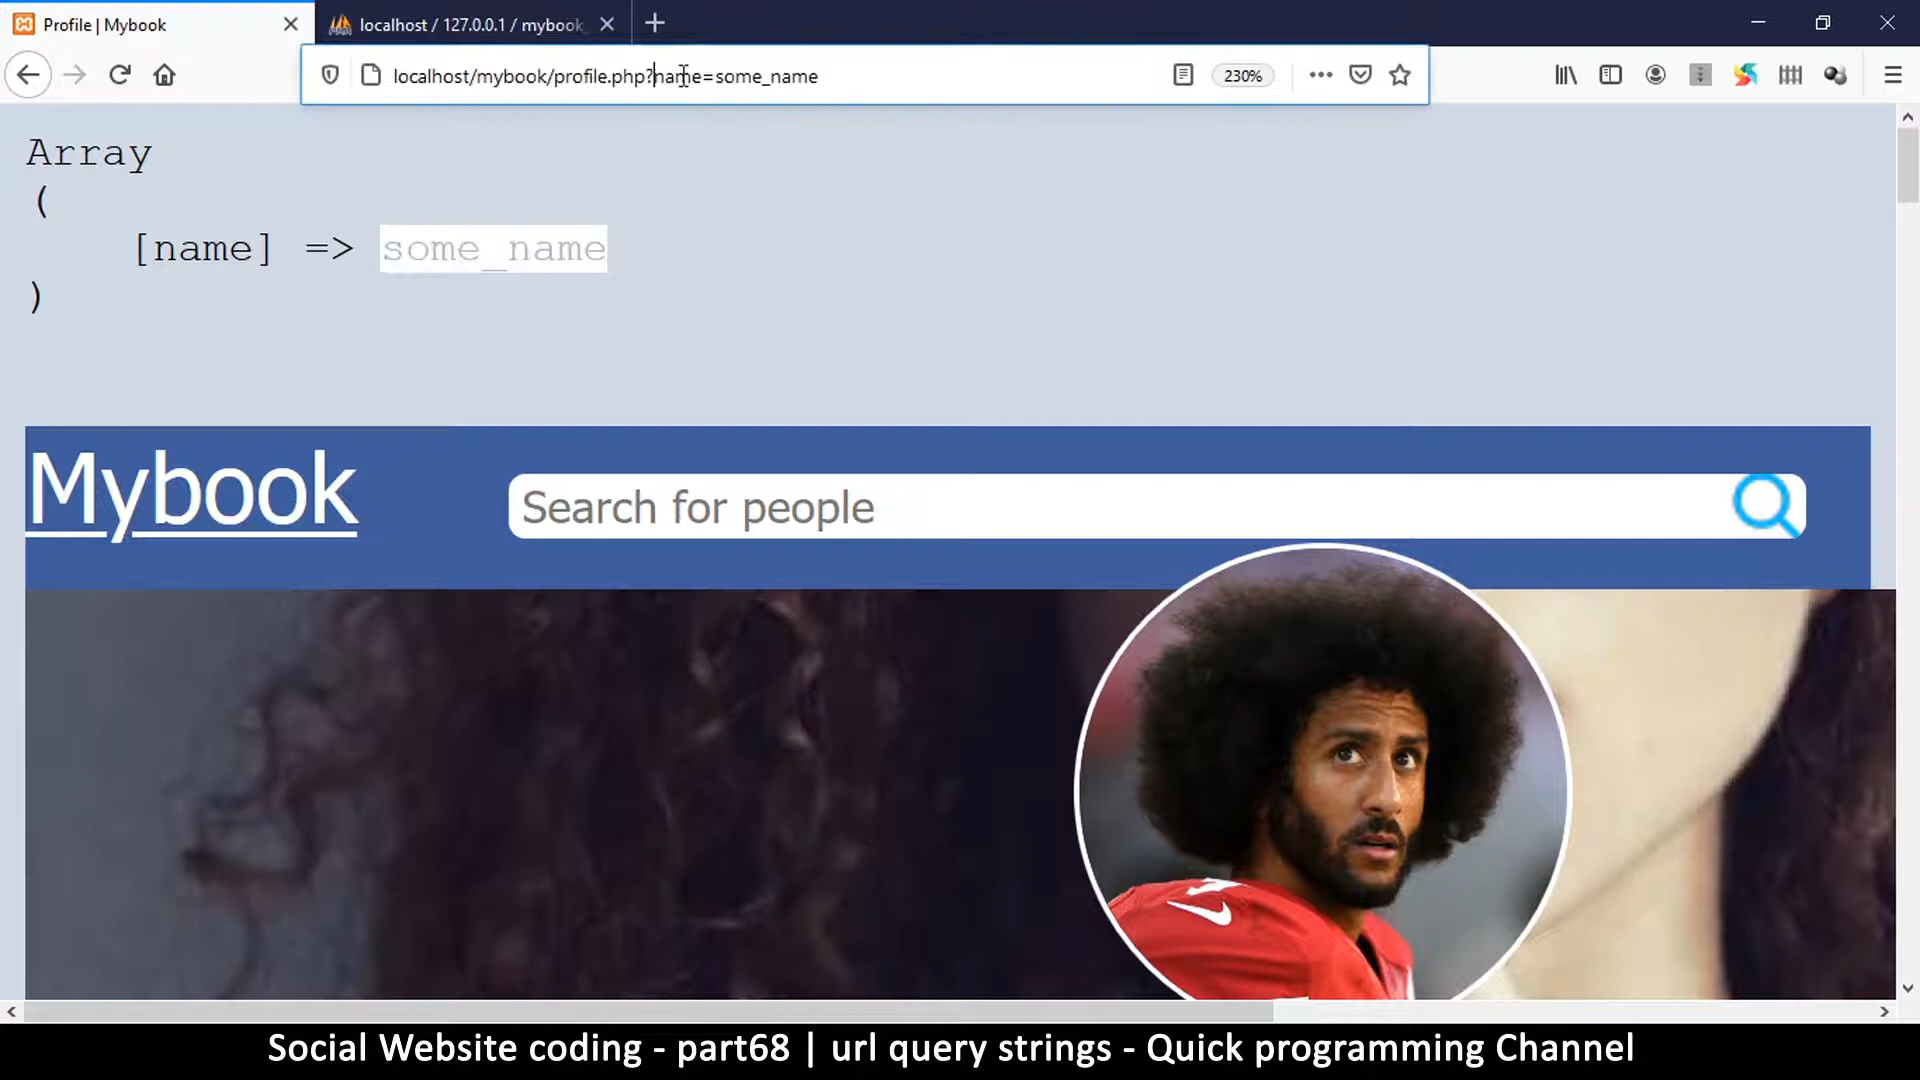 Profile | Mybook
localhost / 127.0.0.1 / mybook_
localhost/mybook/profile.php?name=some_name
230%
Array
(
[name] => some_name
)
Mybook
Search for people
Social Website coding - part68 | url query strings - Quick programming Channel